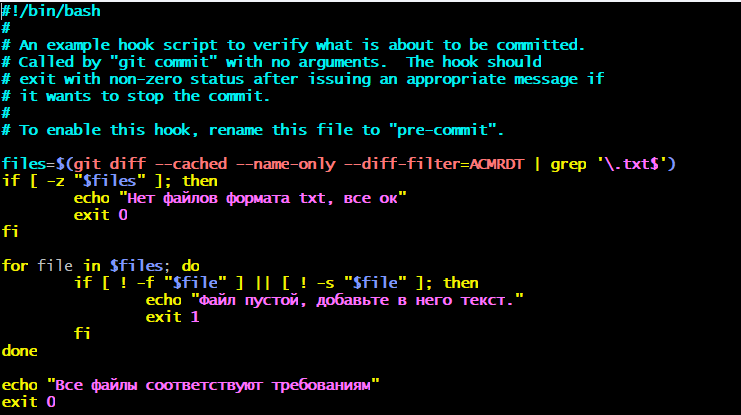 #!/bin/bash
#
# An example hook script to verify what is about to be committed.
# Called by "git commit" with no arguments.  The hook should
# exit with non-zero status after issuing an appropriate message if
# it wants to stop the commit.
#
# To enable this hook, rename this file to "pre-commit".

files=$(git diff --cached --name-only --diff-filter=ACMRDT | grep '\.txt$')
if [ -z "$files" ]; then
        echo "Нет файлов формата txt, все ок"
        exit 0
fi

for file in $files; do
        if [ ! -f "$file" ] || [ ! -s "$file" ]; then
                echo "Файл пустой, добавьте в него текст."
                exit 1
        fi
done

echo "Все файлы соответствуют требованиям"
exit 0